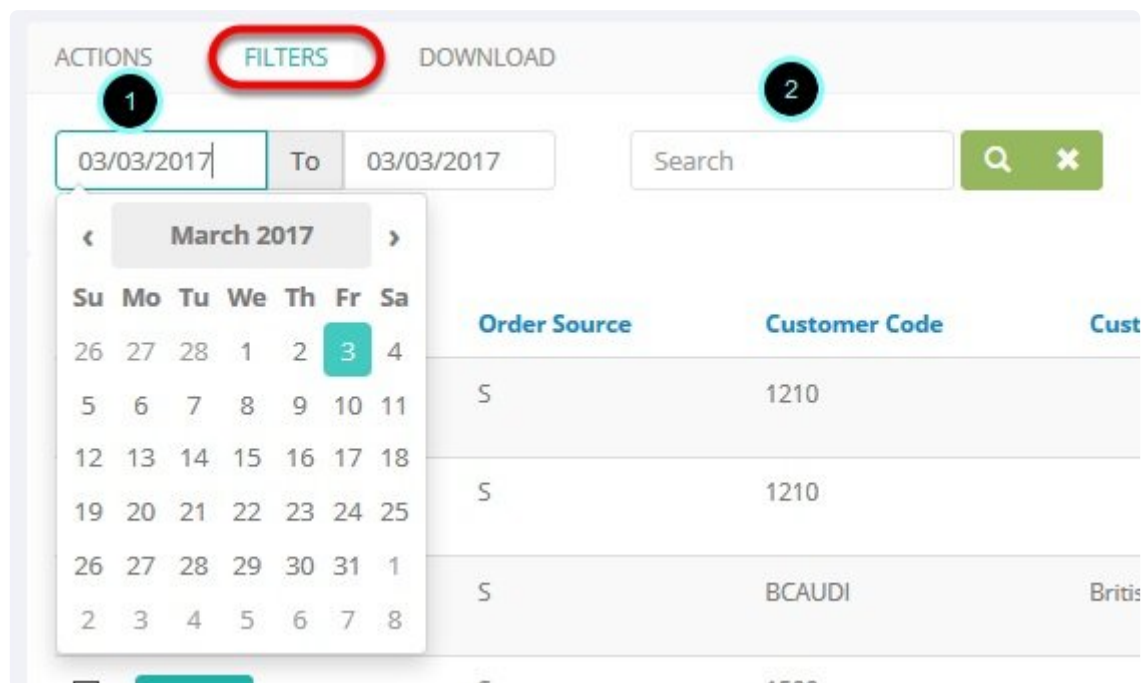 ACTIONS FILTERS DOWNLOAD
1 2
03/03/2017 To 03/03/2017 Search
‹ March 2017 ›
Su Mo Tu We Th Fr Sa
Order Source Customer Code Cust
26 27 28 1 2 3 4
S 1210
5 6 7 8 9 10 11
12 13 14 15 16 17 18
S 1210
19 20 21 22 23 24 25
26 27 28 29 30 31 1
S BCAUDI Britis
2 3 4 5 6 7 8